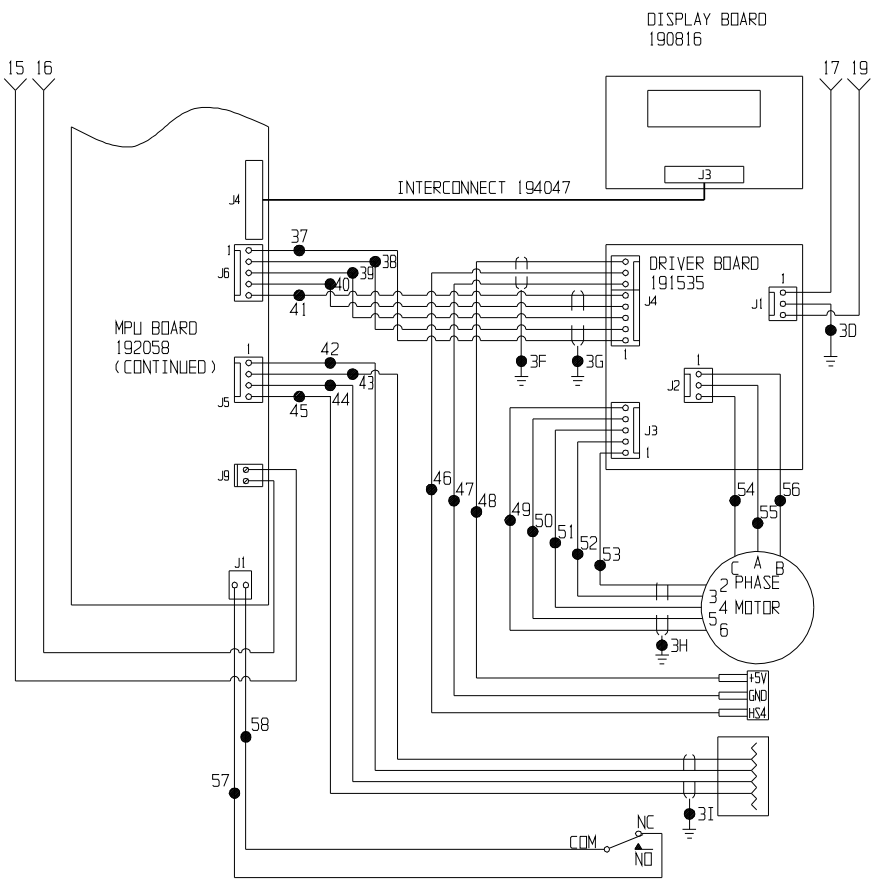 DISPLAY BOARD
190816
15 16
17 19
J3
INTERCONNECT 194047
J4
1
37
38
39
40
41
J6
DRIVER BOARD
191535
J4
1
1
J1
3D
MPU BOARD
192058
(CONTINUED)
3F
3G
1
42
43
44
45
J5
1
J2
J3
1
J9
46
47
48
49
50
51
52
53
54
55
56
J1
C A B
PHASE
MOTOR
2
3
4
5
6
3H
+5V
GND
HS4
58
57
3I
NC
COM
NO